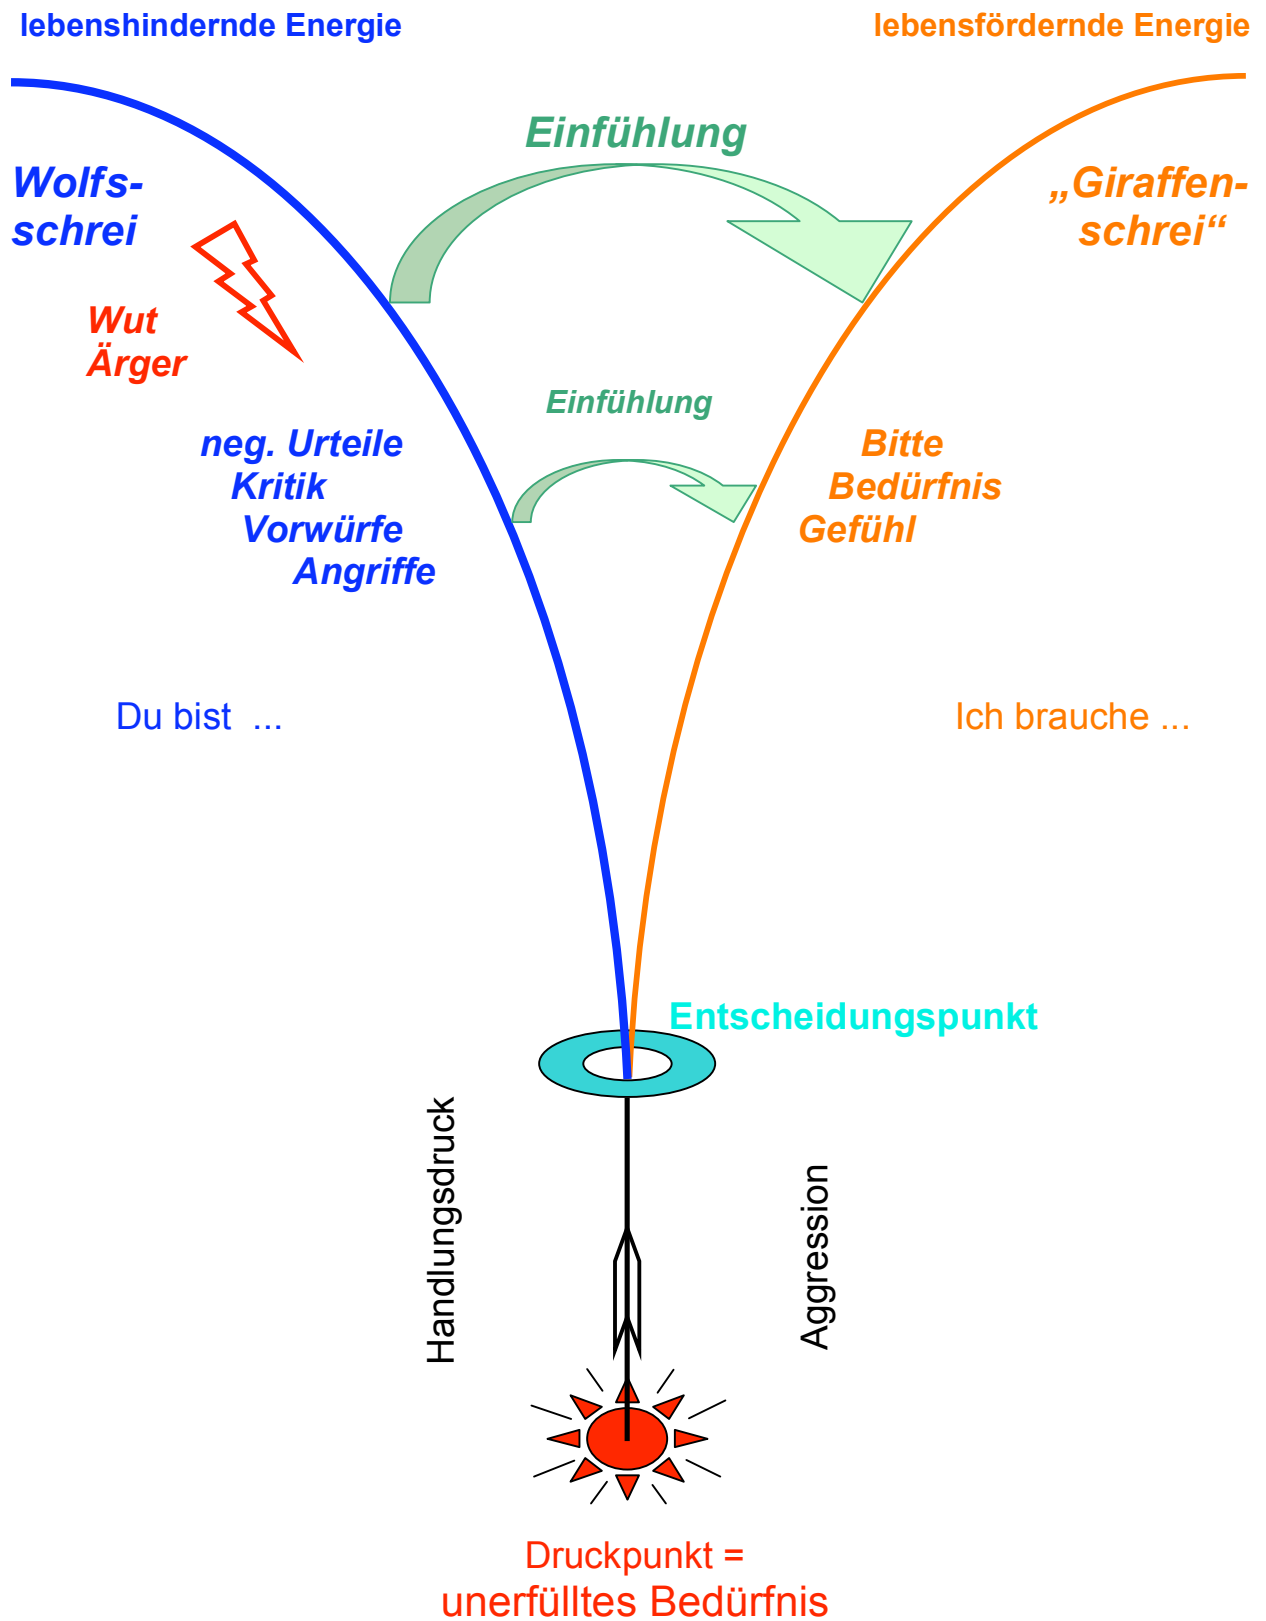 lebenshindernde Energie
lebensfördernde Energie
Einfühlung
Wolfs-
schrei
„Giraffen-
schrei“
Wut
Ärger
Einfühlung
neg. Urteile
Kritik
Vorwürfe
Angriffe
Bitte
Bedürfnis
Gefühl
Du bist ...
Ich brauche ...
Entscheidungspunkt
Handlungsdruck
Aggression
Druckpunkt =
unerfülltes Bedürfnis